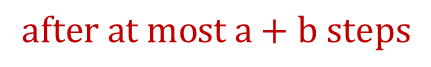 after at most a + b steps